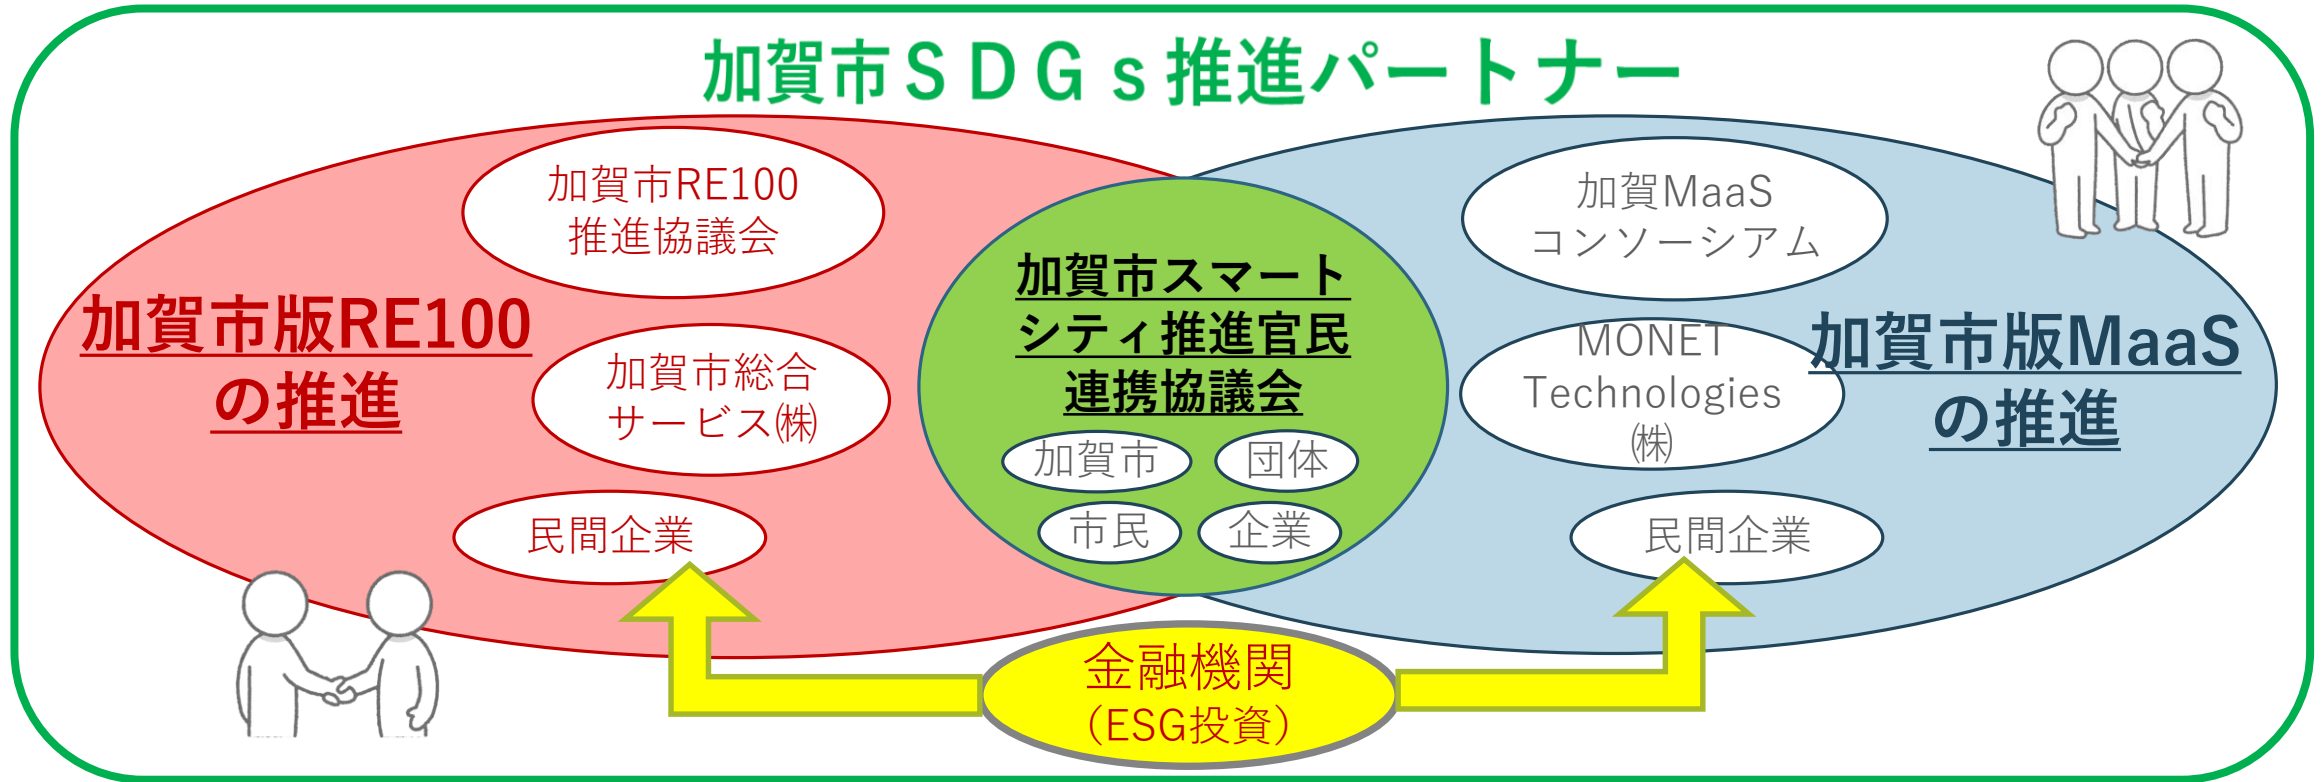 加賀市ＳＤＧｓ推進パートナー
加賀市RE100
推進協議会
加賀市版RE100
の推進
加賀市総合
サービス㈱
民間企業
加賀市スマート
シティ推進官民
連携協議会
加賀市
団体
市民
企業
加賀MaaS
コンソーシアム
MONET
Technologies
㈱
加賀市版MaaS
の推進
民間企業
金融機関
（ESG投資）